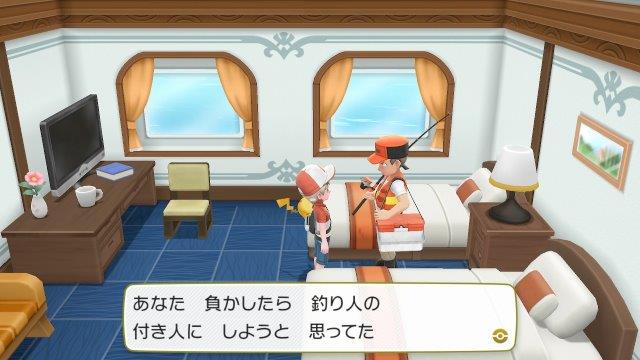 あなた　負かしたら　釣り人の
付き人に　しようと　思ってた